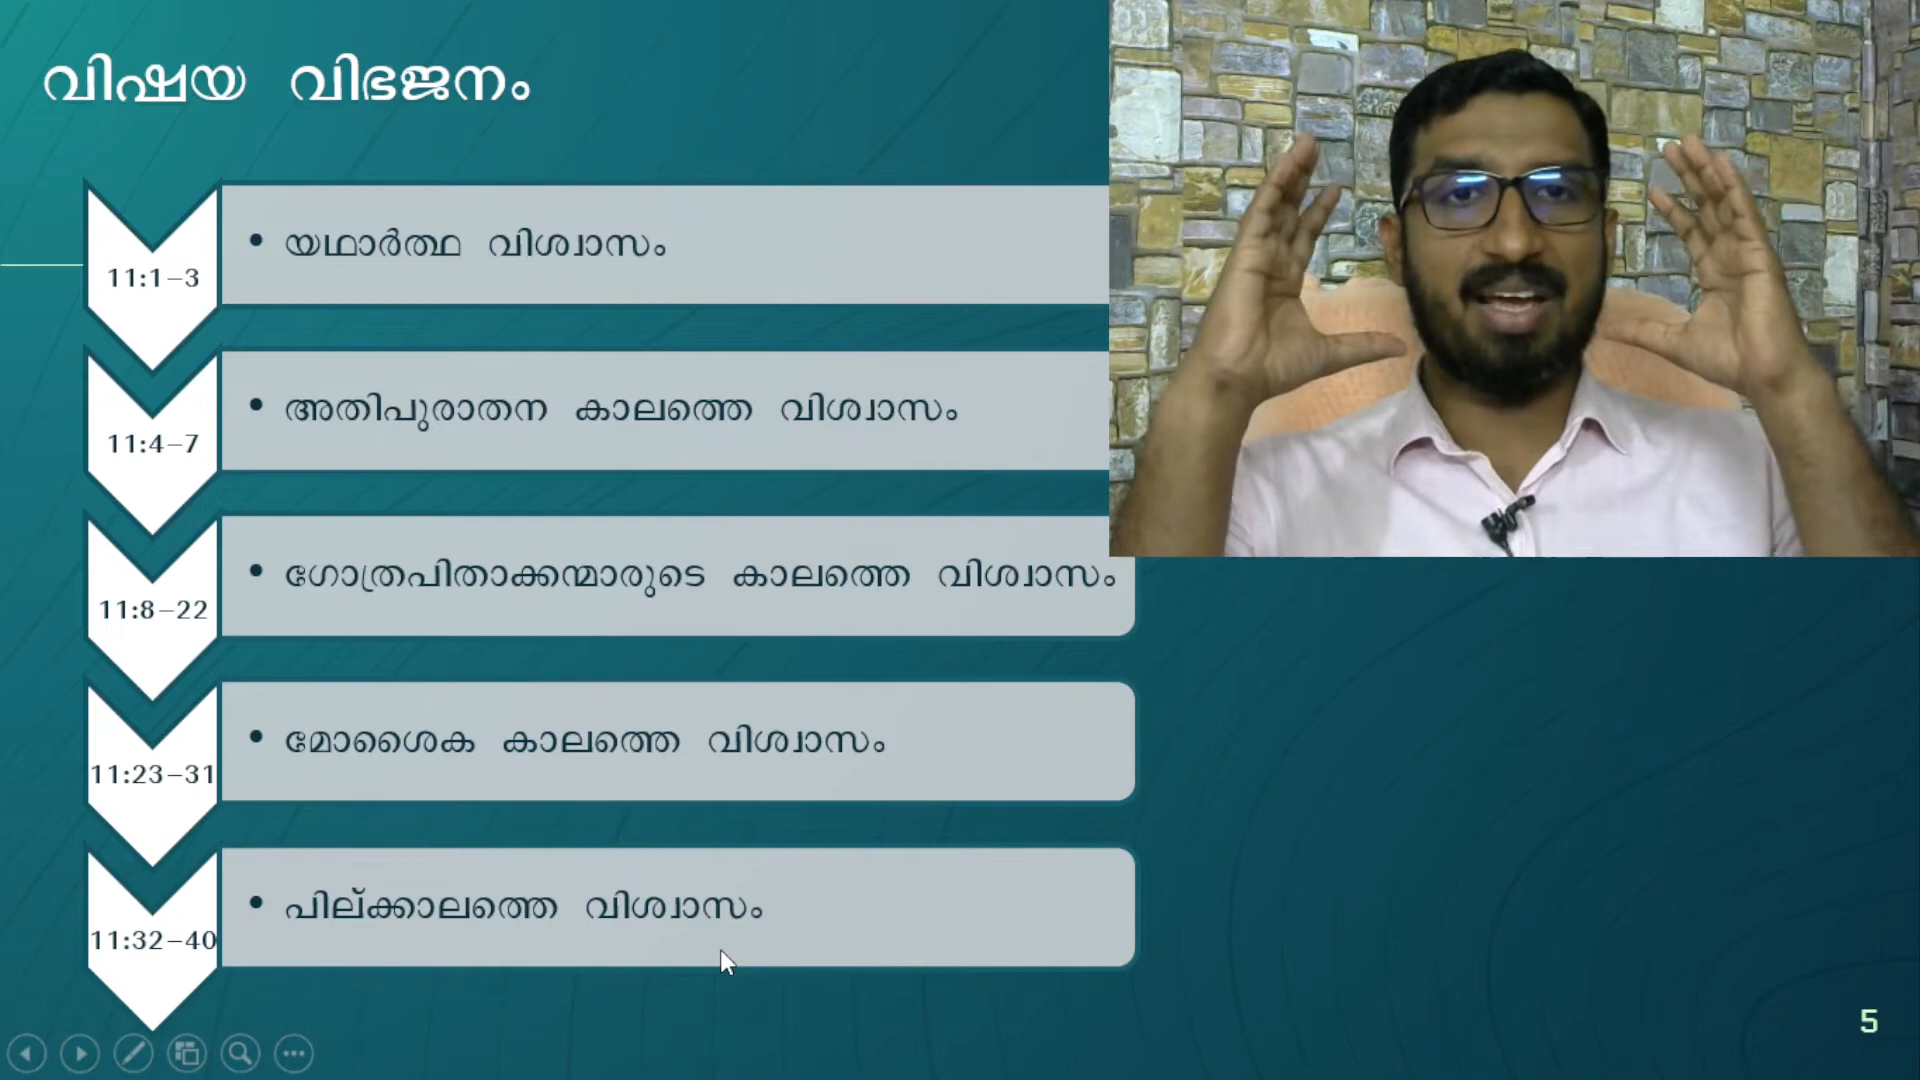 വിഷയ വിഭജനം
11:1-3
• യഥാർത്ഥ വിശ്വാസം
11:4-7
• അതിപുരാതന കാലത്തെ വിശ്വാസം
11:8-22
• ഗോത്രപിതാക്കന്മാരുടെ കാലത്തെ വിശ്വാസം
11:23-31
• മോശൈക കാലത്തെ വിശ്വാസം
11:32-40
• പില്ക്കാലത്തെ വിശ്വാസം
5